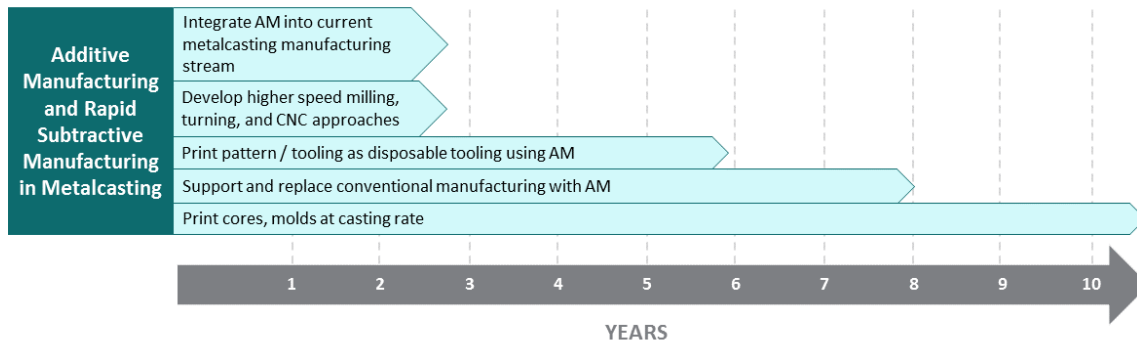 Additive
Manufacturing
and Rapid
Subtractive
Manufacturing
in Metalcasting
Integrate AM into current
metalcasting manufacturing
stream
Develop higher speed milling,
turning, and CNC approaches
Print pattern / tooling as disposable tooling using AM
Support and replace conventional manufacturing with AM
Print cores, molds at casting rate
1 2 3 4 5 6 7 8 9 10
YEARS